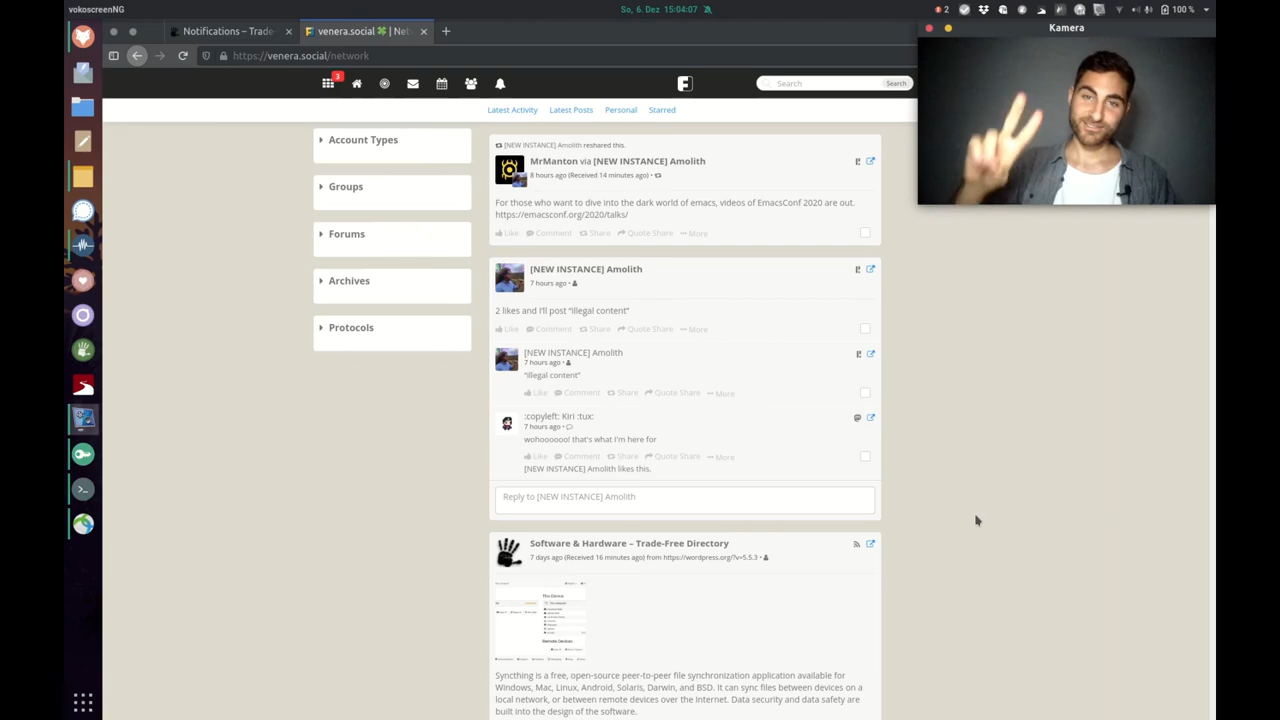 vokoscreenNG
So, 6. Dez 15:04:07
2
100 %
Notifications – Trade-
venera.social🍀 | Net
https://venera.social/network
Kamera
3
Search
Search
Latest Activity
Latest Posts
Personal
Starred
Account Types
Groups
Forums
Archives
Protocols
[NEW INSTANCE] Amolith reshared this.
MrManton via [NEW INSTANCE] Amolith
8 hours ago (Received 14 minutes ago) •
For those who want to dive into the dark world of emacs, videos of EmacsConf 2020 are out.
https://emacsconf.org/2020/talks/
Like Comment Share Quote Share ··· More
[NEW INSTANCE] Amolith
7 hours ago •
2 likes and I'll post "illegal content"
Like Comment Share Quote Share ··· More
[NEW INSTANCE] Amolith
7 hours ago •
"illegal content"
Like Comment Share Quote Share ··· More
:copyleft: Kiri :tux:
7 hours ago •
wohoooooo! that's what I'm here for
Like Comment Share Quote Share ··· More
[NEW INSTANCE] Amolith likes this.
Reply to [NEW INSTANCE] Amolith
Software & Hardware – Trade-Free Directory
7 days ago (Received 16 minutes ago) from https://wordpress.org/?v=5.5.3 •
This Device
Remote Devices
Syncthing is a free, open-source peer-to-peer file synchronization application available for
Windows, Mac, Linux, Android, Solaris, Darwin, and BSD. It can sync files between devices on a
local network, or between remote devices over the Internet. Data security and data safety are
built into the design of the software.